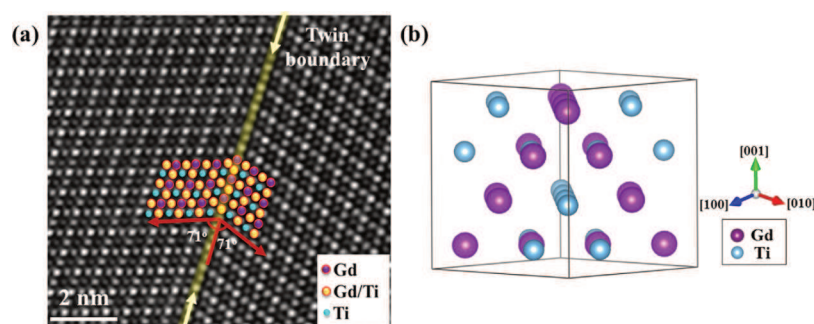 (a)
Twin
boundary
71°
71°
Gd
Gd/Ti
Ti
2 nm
(b)
[001]
[100]
[010]
Gd
Ti